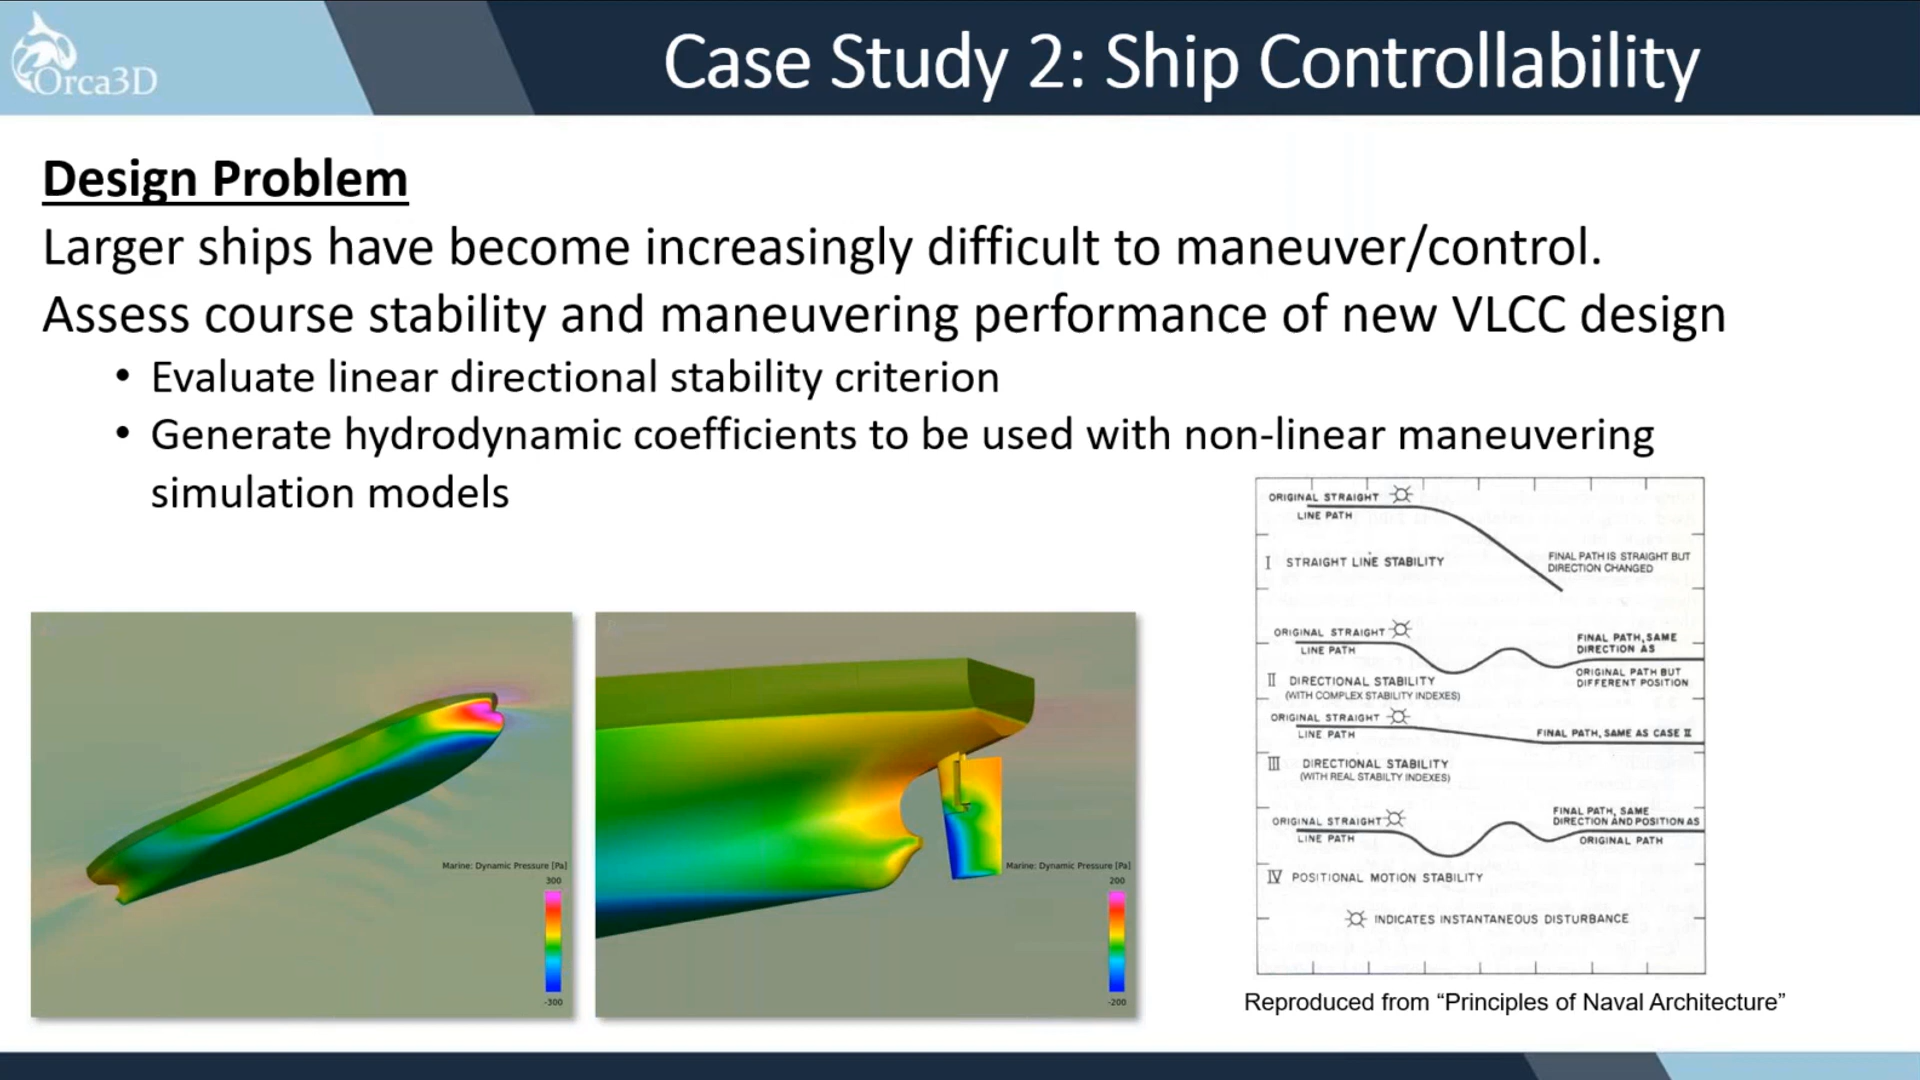 Orca3D
Case Study 2: Ship Controllability
Design Problem
Larger ships have become increasingly difficult to maneuver/control.
Assess course stability and maneuvering performance of new VLCC design
• Evaluate linear directional stability criterion
• Generate hydrodynamic coefficients to be used with non-linear maneuvering
simulation models
Marine: Dynamic Pressure [Pa]
300
-300
Marine: Dynamic Pressure [Pa]
200
-200
ORIGINAL STRAIGHT
LINE PATH
I STRAIGHT LINE STABILITY
FINAL PATH IS STRAIGHT BUT
DIRECTION CHANGED
ORIGINAL STRAIGHT
LINE PATH
FINAL PATH, SAME
DIRECTION AS
ORIGINAL PATH BUT
DIFFERENT POSITION
II DIRECTIONAL STABILITY
(WITH COMPLEX STABILITY INDEXES)
ORIGINAL STRAIGHT
LINE PATH
FINAL PATH, SAME AS CASE II
III DIRECTIONAL STABILITY
(WITH REAL STABILTY INDEXES)
ORIGINAL STRAIGHT
LINE PATH
FINAL PATH, SAME
DIRECTION AND POSITION AS
ORIGINAL PATH
IV POSITIONAL MOTION STABILITY
INDICATES INSTANTANEOUS DISTURBANCE
Reproduced from “Principles of Naval Architecture”